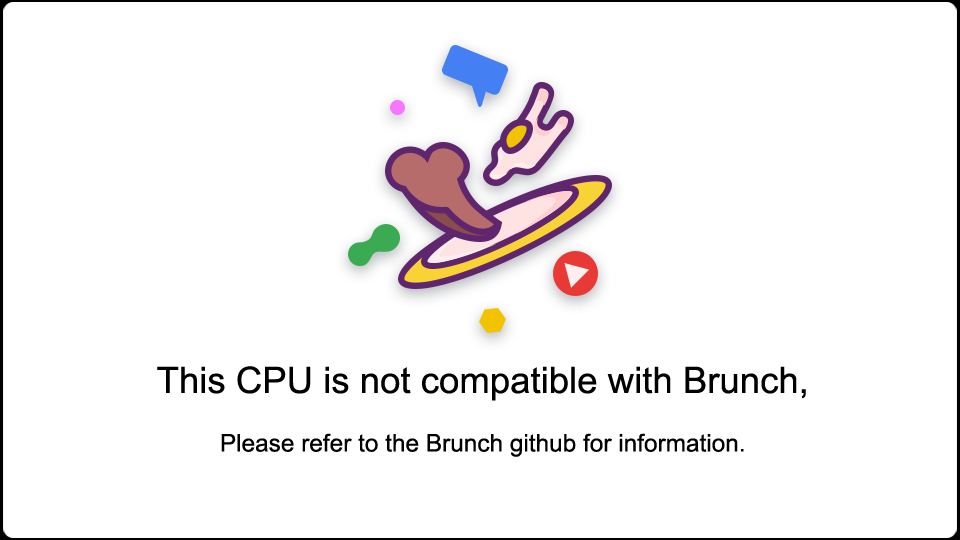 This CPU is not compatible with Brunch,
Please refer to the Brunch github for information.